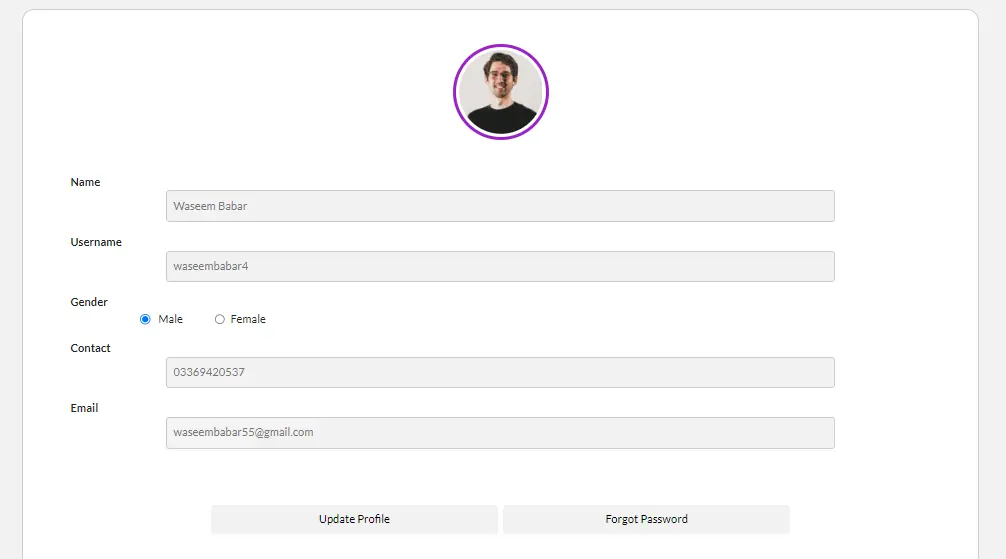 Name
Waseem Babar
Username
waseembabar4
Gender
Male Female
Contact
03369420537
Email
waseembabar55@gmail.com
Update Profile Forgot Password